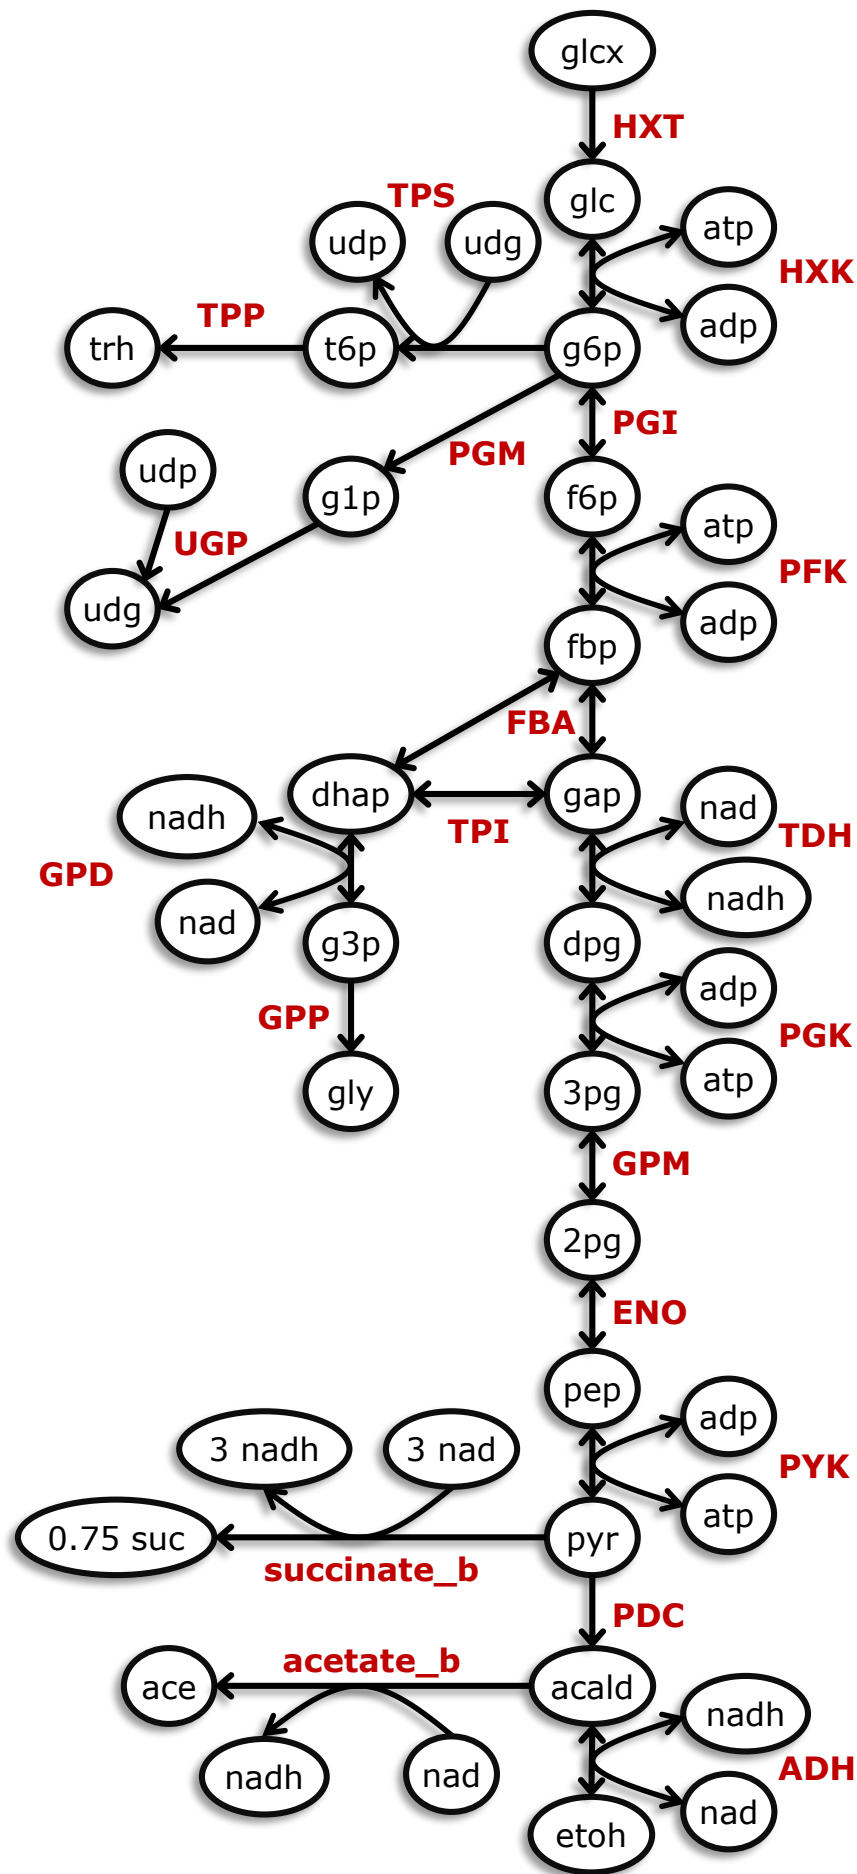 glcx
HXT
glc
TPS
udp
udg
atp
HXK
adp
trh
TPP
t6p
g6p
PGI
PGM
udp
g1p
f6p
atp
UGP
PFK
udg
adp
fbp
FBA
dhap
gap
TPI
nadh
nad
GPD
TDH
nad
nadh
g3p
dpg
adp
GPP
PGK
gly
3pg
atp
GPM
2pg
ENO
pep
adp
3 nadh
3 nad
PYK
0.75 suc
pyr
atp
succinate_b
PDC
acetate_b
ace
acald
nadh
nadh
nad
ADH
etoh
nad